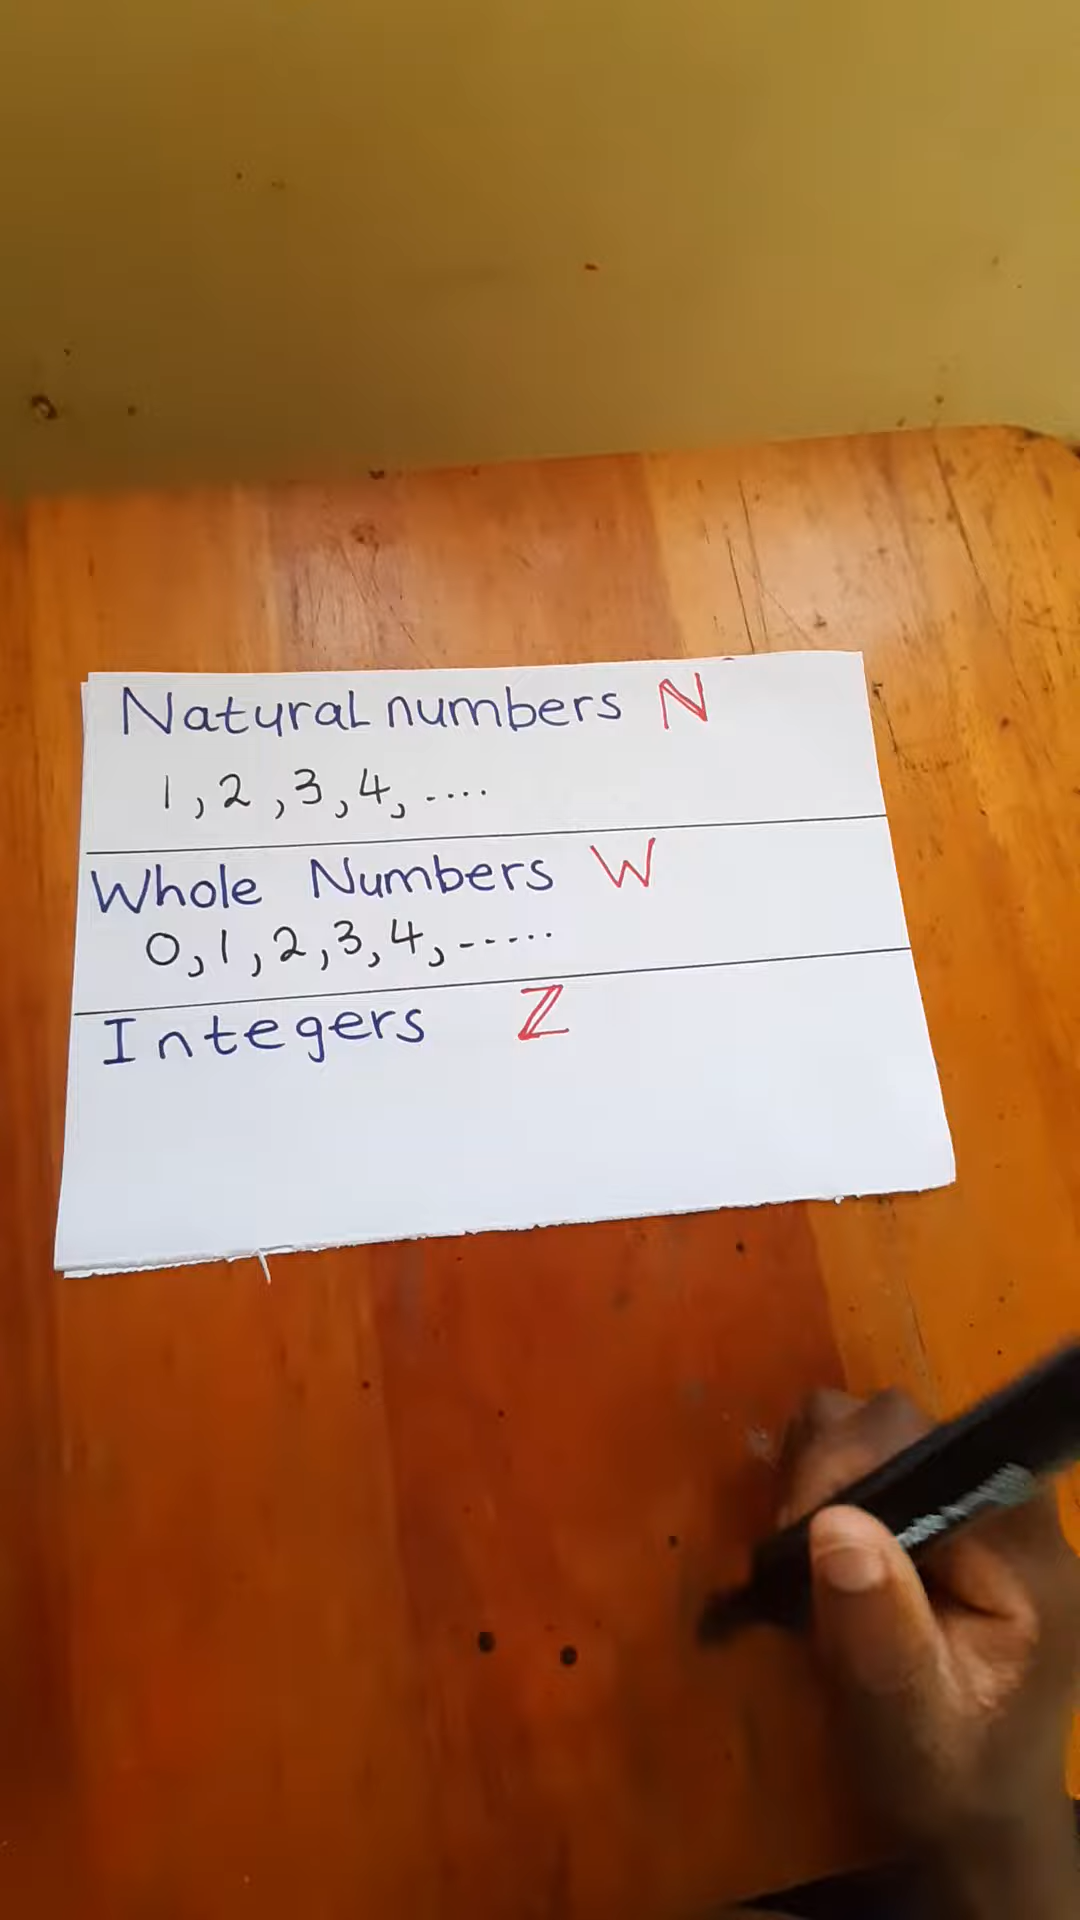 Natural numbers ℕ
1, 2, 3, 4, ....
Whole Numbers W
0, 1, 2, 3, 4, -----..
Integers ℤ